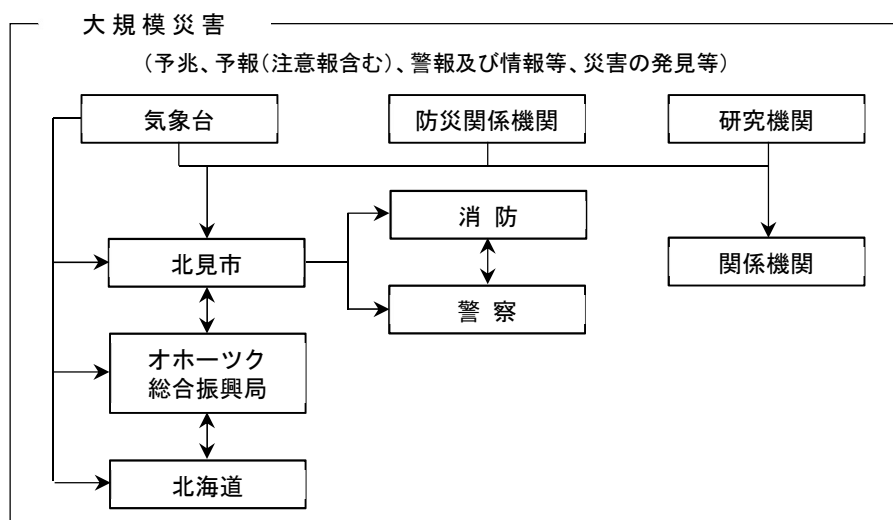 大規模災害
（予兆、予報（注意報含む）、警報及び情報等、災害の発見等）
気象台
防災関係機関
研究機関
消防
北見市
関係機関
警察
オホーツク
総合振興局
北海道